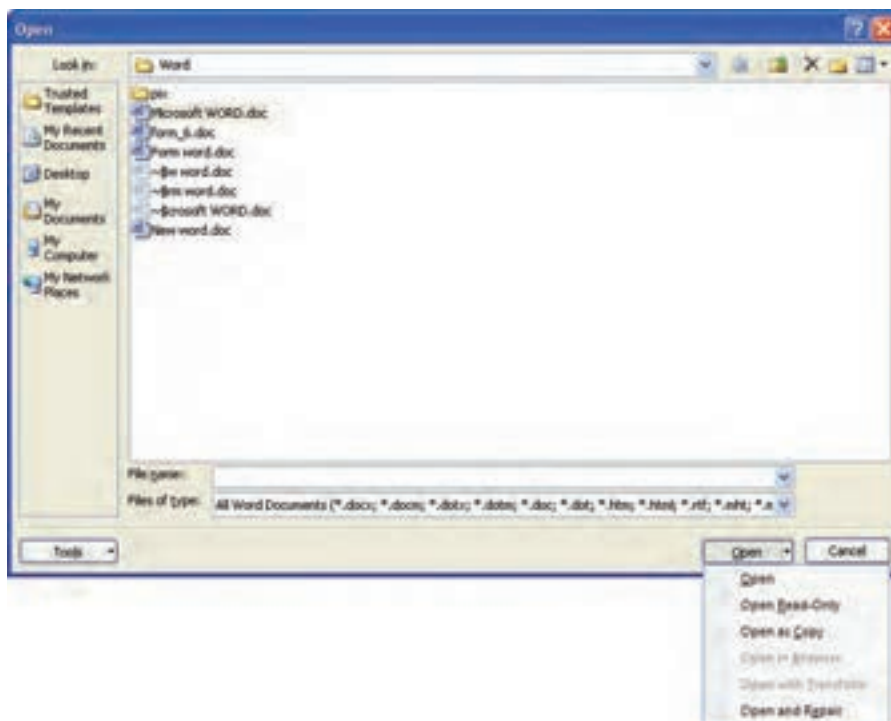 Open
Look in:
Word
Trusted Templates
My Recent Documents
Desktop
My Documents
My Computer
My Network Places
Microsoft WORD.doc
form_6.doc
Form word.doc
~$w word.doc
~$rm word.doc
~$crosoft WORD.doc
New word.doc
File name:
Files of type:
All Word Documents (*.docx; *.docm; *.dotx; *.dotm; *.doc; *.dot; *.htm; *.html; *.rtf; *.mht; *.m
Tools
Open
Cancel
Open
Open Read-Only
Open as Copy
Open in Browser
Open with Transform
Open and Repair